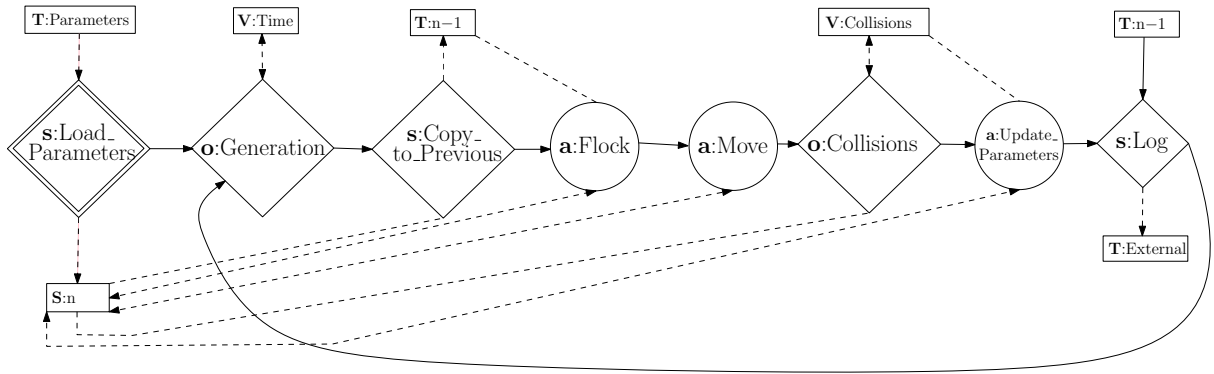 T:Parameters
V:Time
T:n−1
V:Collisions
T:n−1
s:Load_
Parameters
o:Generation
s:Copy_
to_Previous
a:Flock
a:Move
o:Collisions
a:Update_
Parameters
s:Log
T:External
S:n